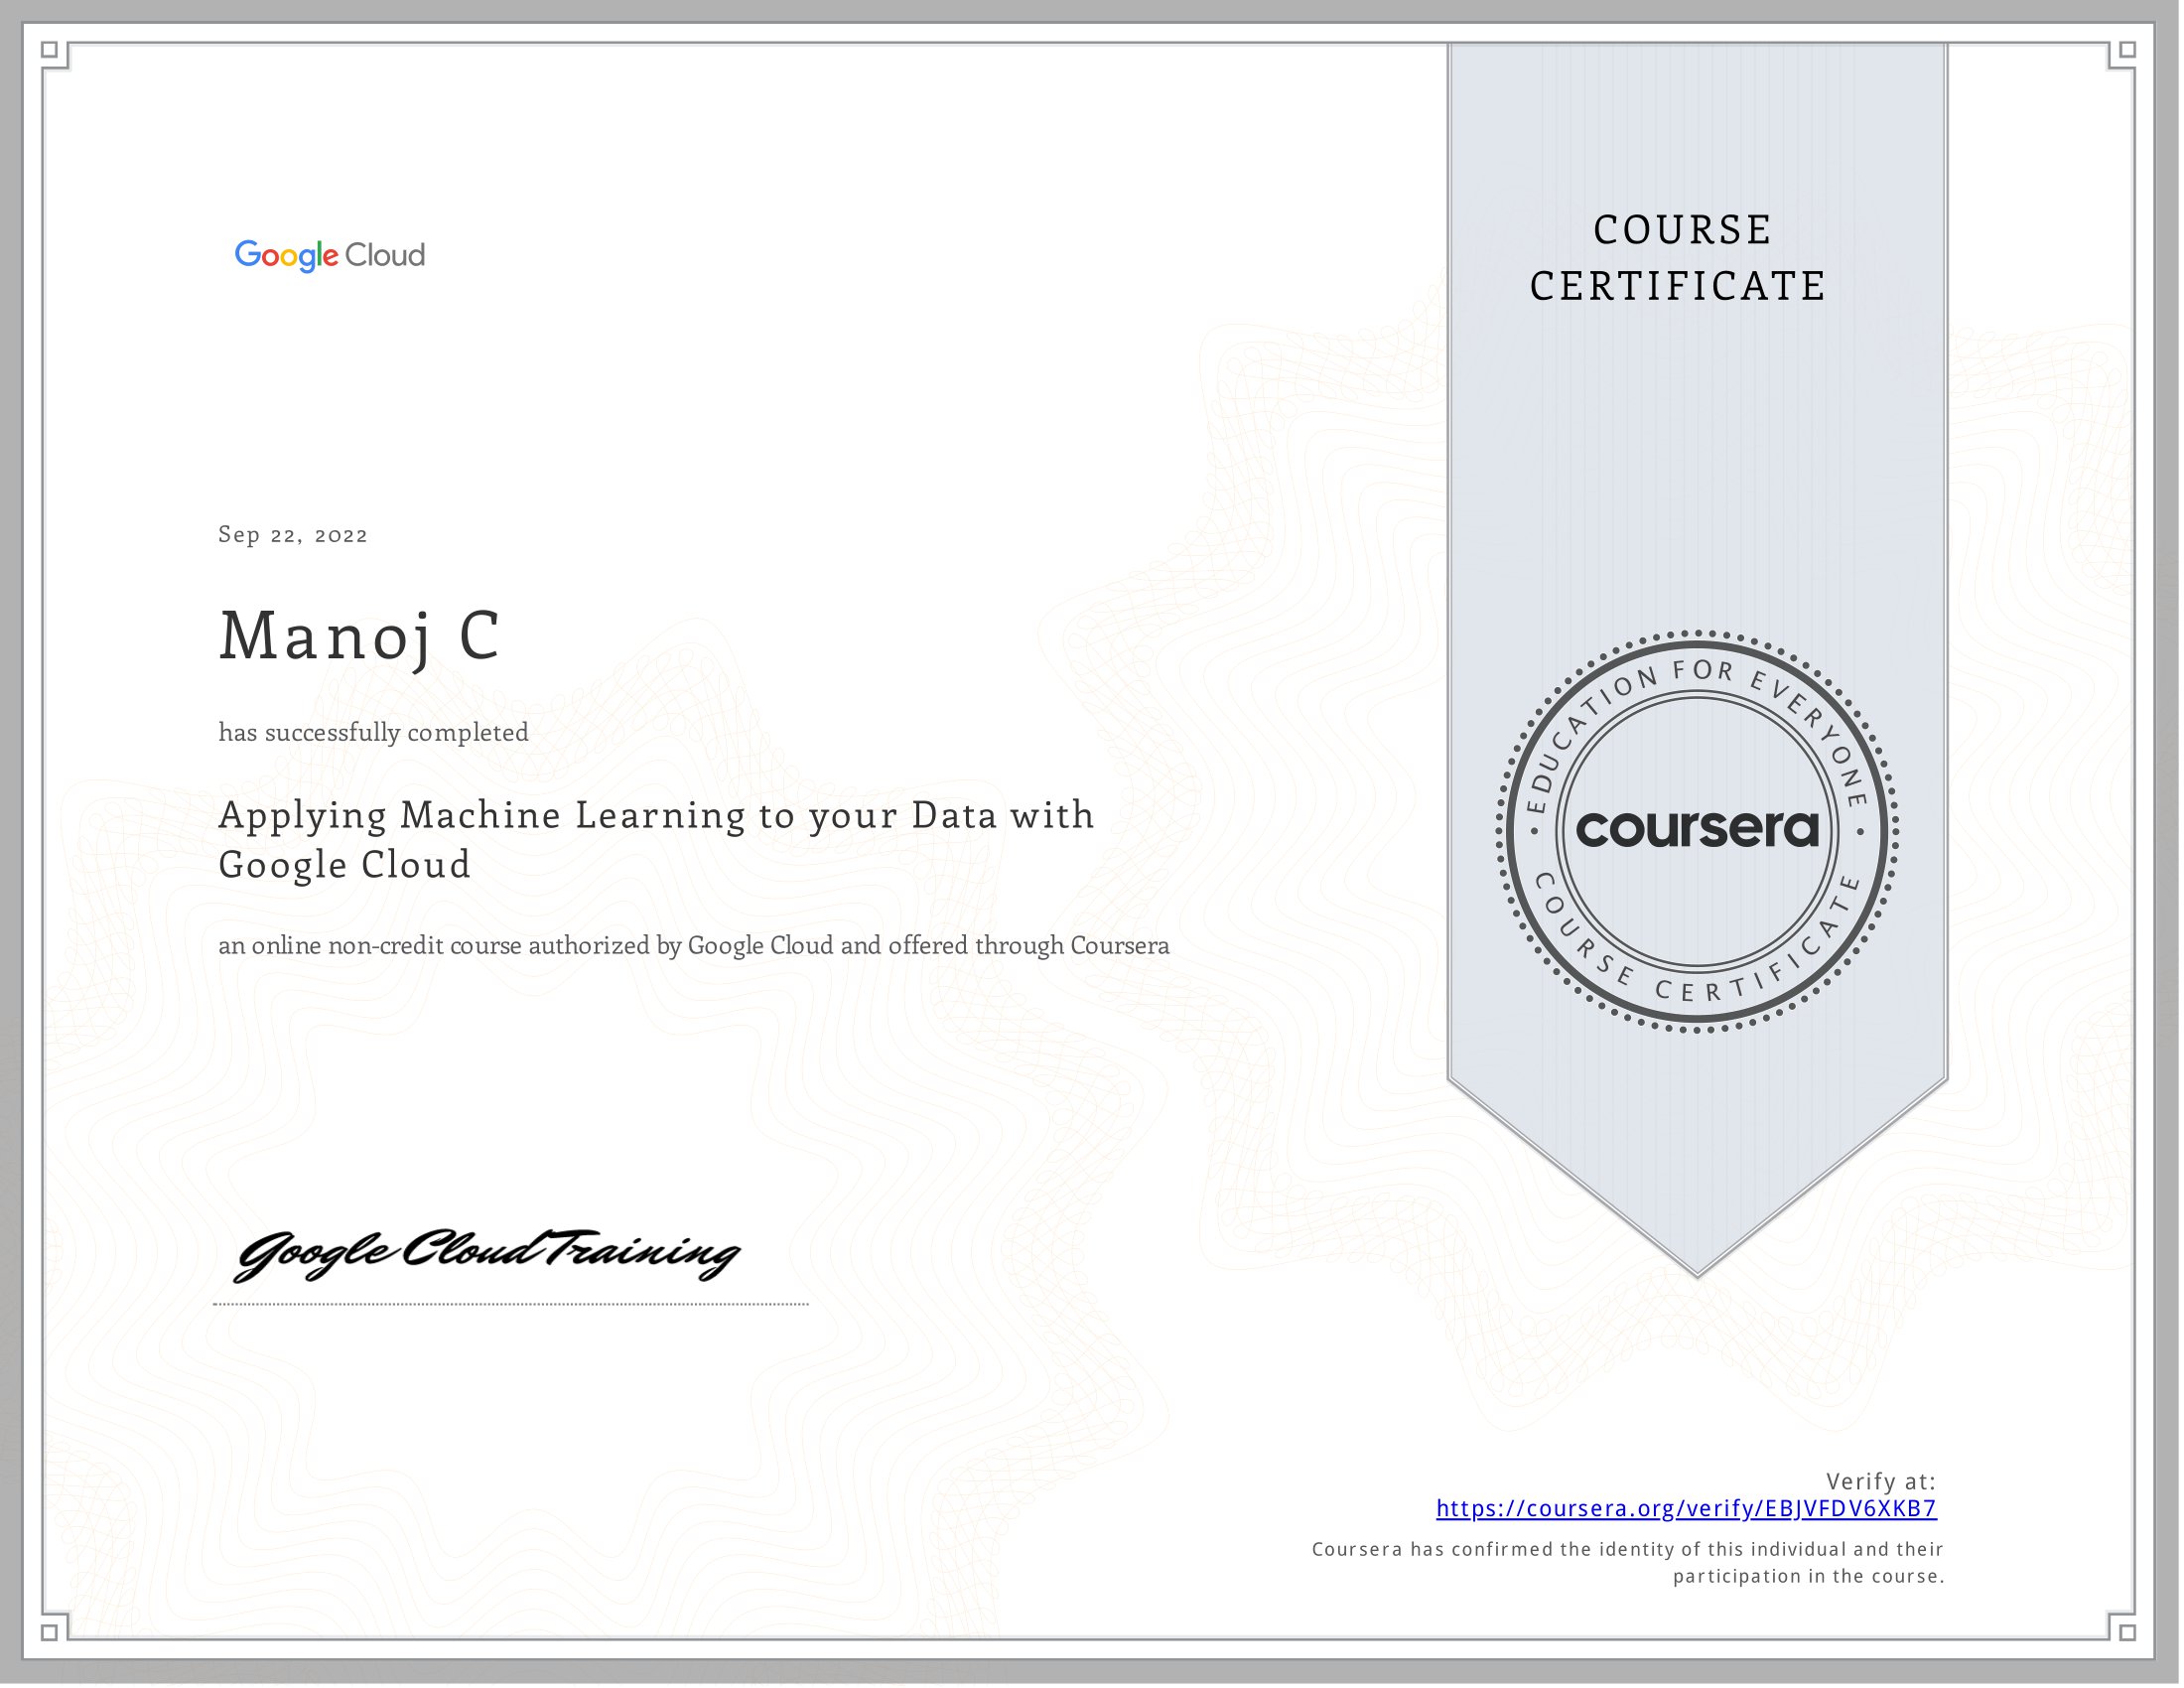 Google Cloud
COURSE
CERTIFICATE
Sep 22, 2022
Manoj C
has successfully completed
Applying Machine Learning to your Data with
Google Cloud
an online non-credit course authorized by Google Cloud and offered through Coursera
EDUCATION FOR EVERYONE
coursera
COURSE CERTIFICATE
Google Cloud Training
Verify at:
https://coursera.org/verify/EBJVFDV6XKB7
Coursera has confirmed the identity of this individual and their
participation in the course.